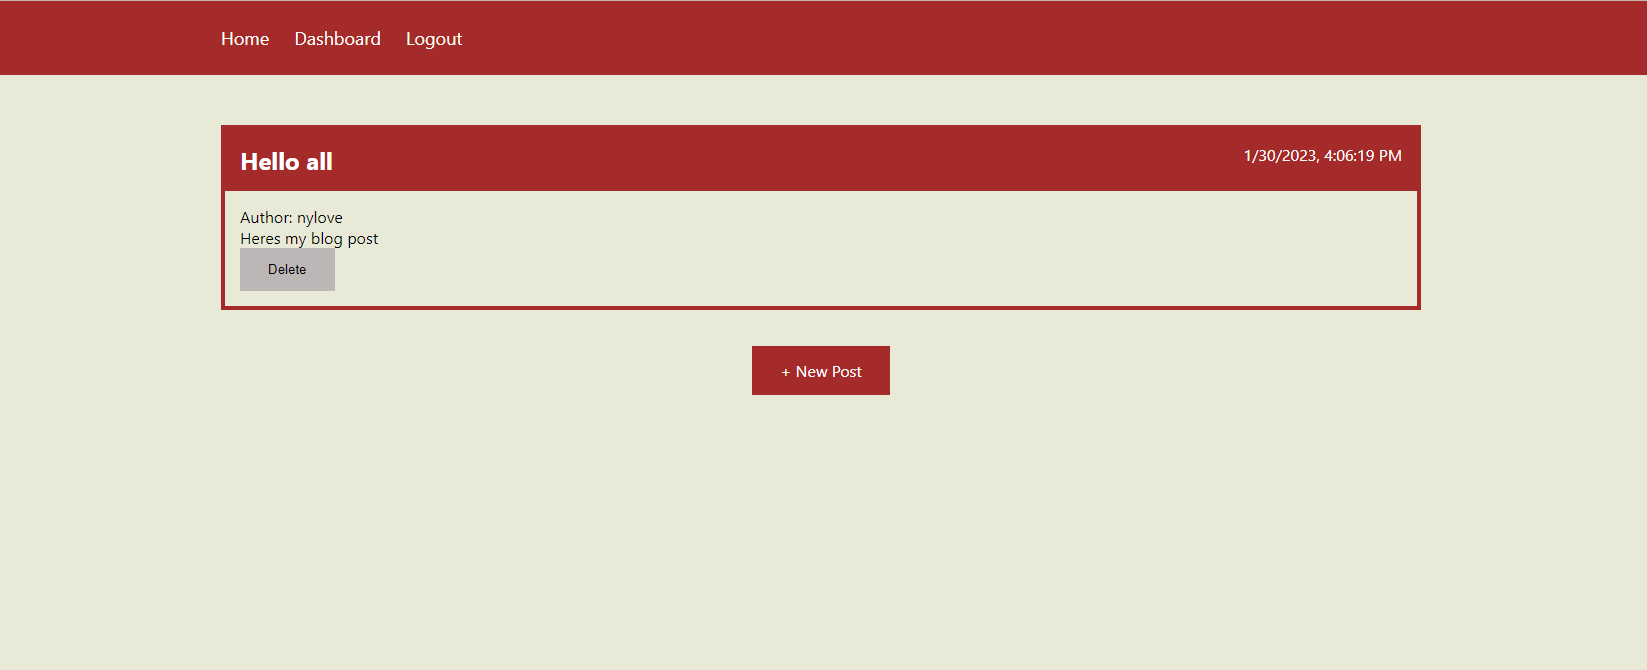 Home Dashboard Logout
Hello all
1/30/2023, 4:06:19 PM
Author: nylove
Heres my blog post
Delete
+ New Post